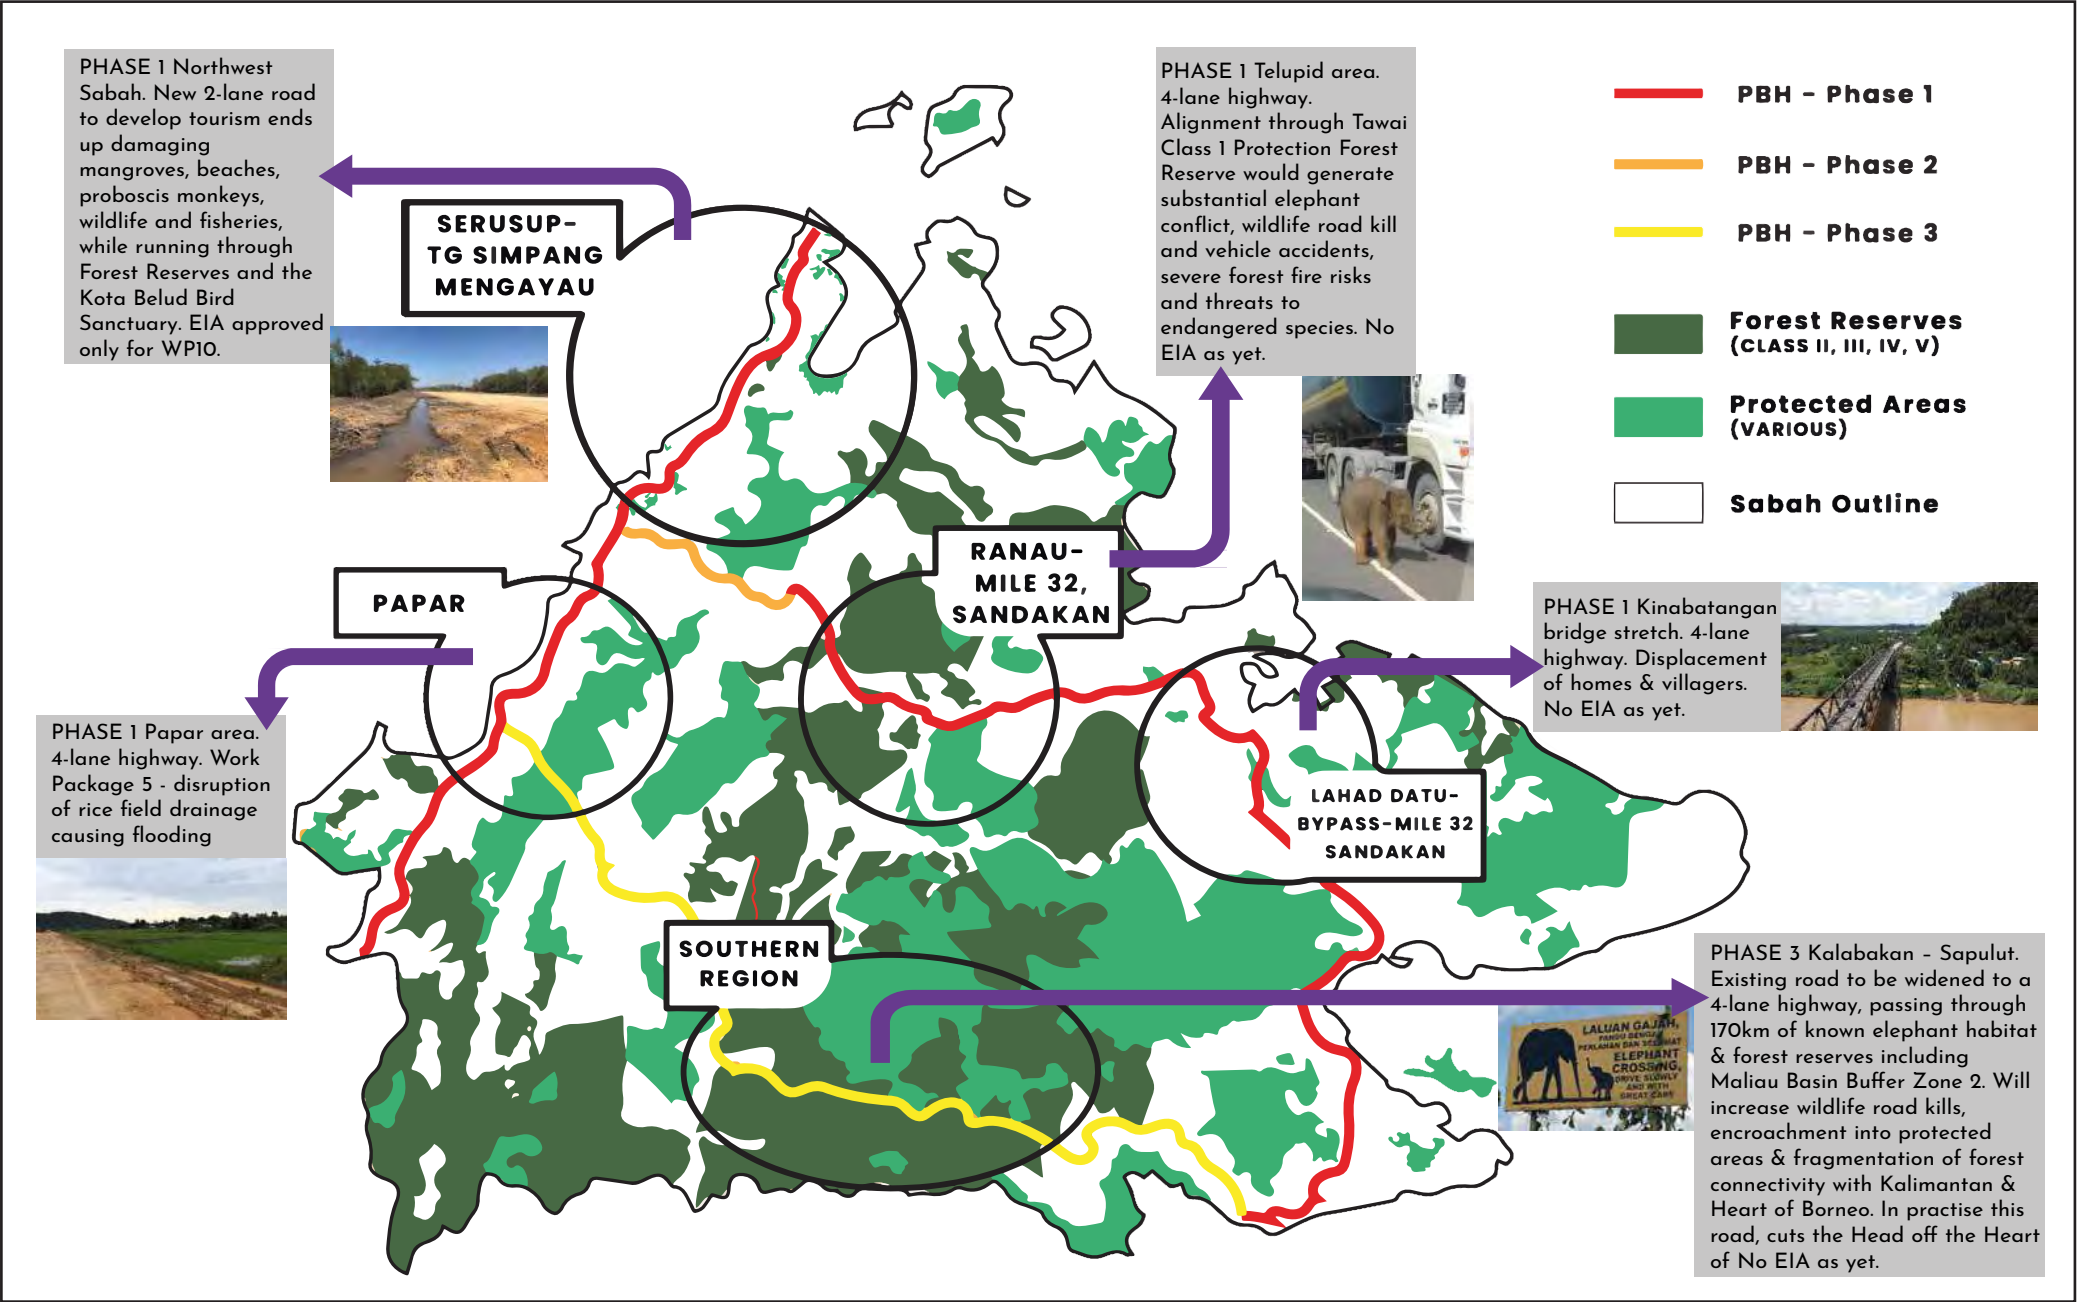 PHASE 1 Northwest
Sabah. New 2-lane road
to develop tourism ends
up damaging
mangroves, beaches,
proboscis monkeys,
wildlife and fisheries,
while running through
Forest Reserves and the
Kota Belud Bird
Sanctuary. EIA approved
only for WP10.
SERUSUP-
TG SIMPANG
MENGAYAU
PHASE 1 Telupid area.
4-lane highway.
Alignment through Tawai
Class 1 Protection Forest
Reserve would generate
substantial elephant
conflict, wildlife road kill
and vehicle accidents,
severe forest fire risks
and threats to
endangered species. No
EIA as yet.
PBH - Phase 1
PBH - Phase 2
PBH - Phase 3
Forest Reserves
(CLASS II, III, IV, V)
Protected Areas
(VARIOUS)
Sabah Outline
RANAU-
MILE 32,
SANDAKAN
PAPAR
PHASE 1 Kinabatangan
bridge stretch. 4-lane
highway. Displacement
of homes & villagers.
No EIA as yet.
PHASE 1 Papar area.
4-lane highway. Work
Package 5 - disruption
of rice field drainage
causing flooding
LAHAD DATU-
BYPASS-MILE 32
SANDAKAN
SOUTHERN
REGION
PHASE 3 Kalabakan – Sapulut.
Existing road to be widened to a
4-lane highway, passing through
170km of known elephant habitat
& forest reserves including
Maliau Basin Buffer Zone 2. Will
increase wildlife road kills,
encroachment into protected
areas & fragmentation of forest
connectivity with Kalimantan &
Heart of Borneo. In practise this
road, cuts the Head off the Heart
of No EIA as yet.
LALUAN GAJAH,
PERLAHAN DAN
ELEPHANT
CROSSING,
DRIVE SLOWLY
AND WITH
GREAT CARE